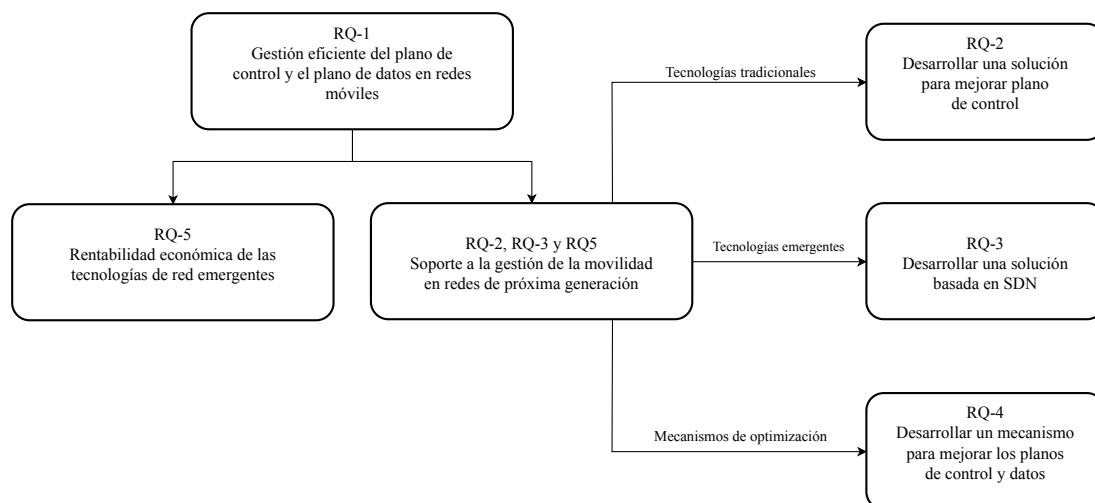 RQ-1
Gestión eficiente del plano de
control y el plano de datos en redes
móviles
RQ-5
Rentabilidad económica de las
tecnologías de red emergentes
RQ-2, RQ-3 y RQ5
Soporte a la gestión de la movilidad
en redes de próxima generación
Tecnologías tradicionales
RQ-2
Desarrollar una solución
para mejorar plano
de control
Tecnologías emergentes
RQ-3
Desarrollar una solución
basada en SDN
Mecanismos de optimización
RQ-4
Desarrollar un mecanismo
para mejorar los planos
de control y datos